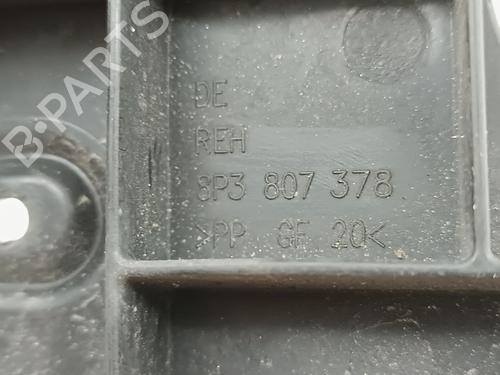 B-PARTS
DE
REH
8P3 807 378
>PP GF 20<